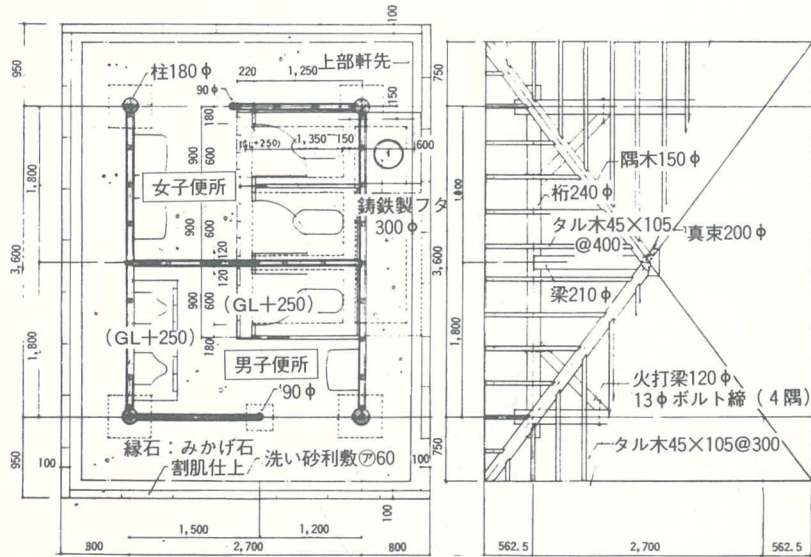 100
950
柱180φ
220
1,250
上部軒先
90φ
750
150
180
1,350
150
①
600
900
600
女子便所
1,800
鋳鉄製フタ
300φ
900
600
120
3,600
120
(GL+250)
900
600
(GL+250)
1,800
180
男子便所
90φ
縁石:みかげ石
割肌仕上
洗い砂利敷㋐60
950
100
100
750
100
1,500
1,200
800
2,700
800
隅木150φ
桁240φ
タル木45×105
@400
真束200φ
3,600
梁210φ
1,800
火打梁120φ
13φボルト締(4隅)
タル木45×105@300
562.5
2,700
562.5